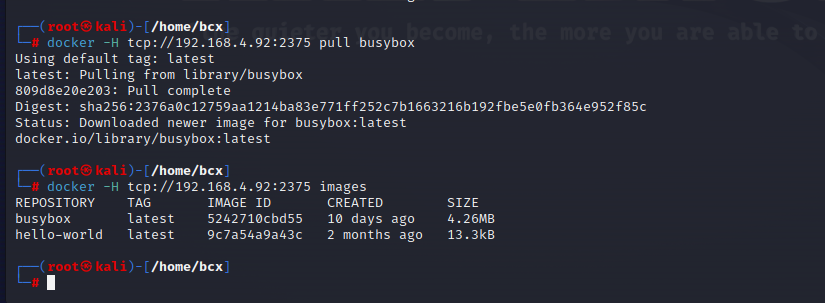 "the quieter you become, the more you are able to
┌──(root㉿kali)-[/home/bcx]
└─# docker -H tcp://192.168.4.92:2375 pull busybox
Using default tag: latest
latest: Pulling from library/busybox
809d8e20e203: Pull complete
Digest: sha256:2376a0c12759aa1214ba83e771ff252c7b1663216b192fbe5e0fb364e952f85c
Status: Downloaded newer image for busybox:latest
docker.io/library/busybox:latest
┌──(root㉿kali)-[/home/bcx]
└─# docker -H tcp://192.168.4.92:2375 images
REPOSITORY TAG IMAGE ID CREATED SIZE
busybox latest 5242710cbd55 10 days ago 4.26MB
hello-world latest 9c7a54a9a43c 2 months ago 13.3kB
┌──(root㉿kali)-[/home/bcx]
└─#